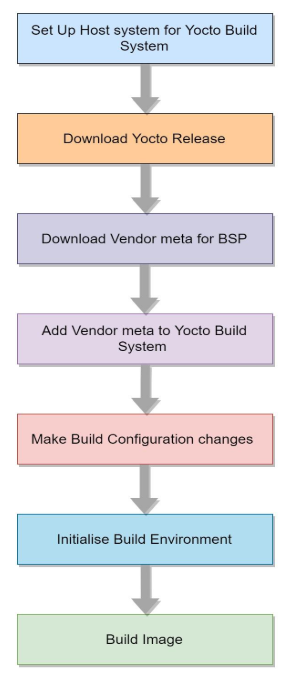 Set Up Host system for Yocto Build
System
Download Yocto Release
Download Vendor meta for BSP
Add Vendor meta to Yocto Build
System
Make Build Configuration changes
Initialise Build Environment
Build Image